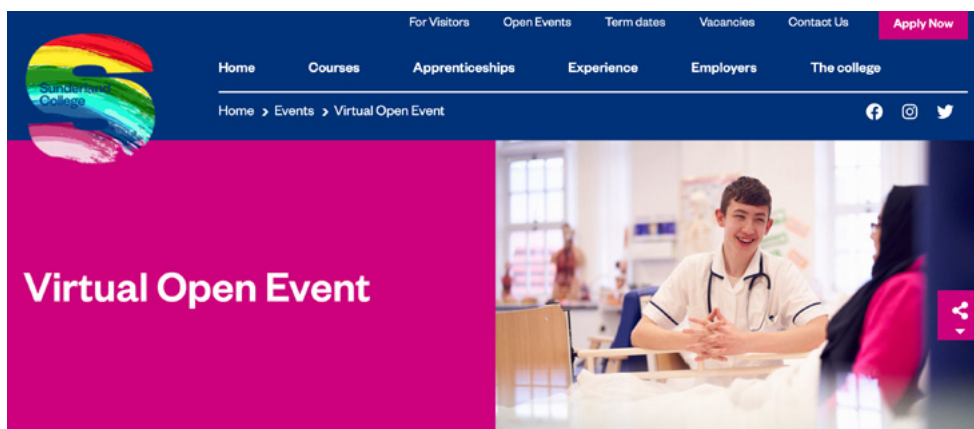 For Visitors Open Events Term dates Vacancies Contact Us Apply Now
Sunderland
College
Home Courses Apprenticeships Experience Employers The college
Home > Events > Virtual Open Event
Virtual Open Event